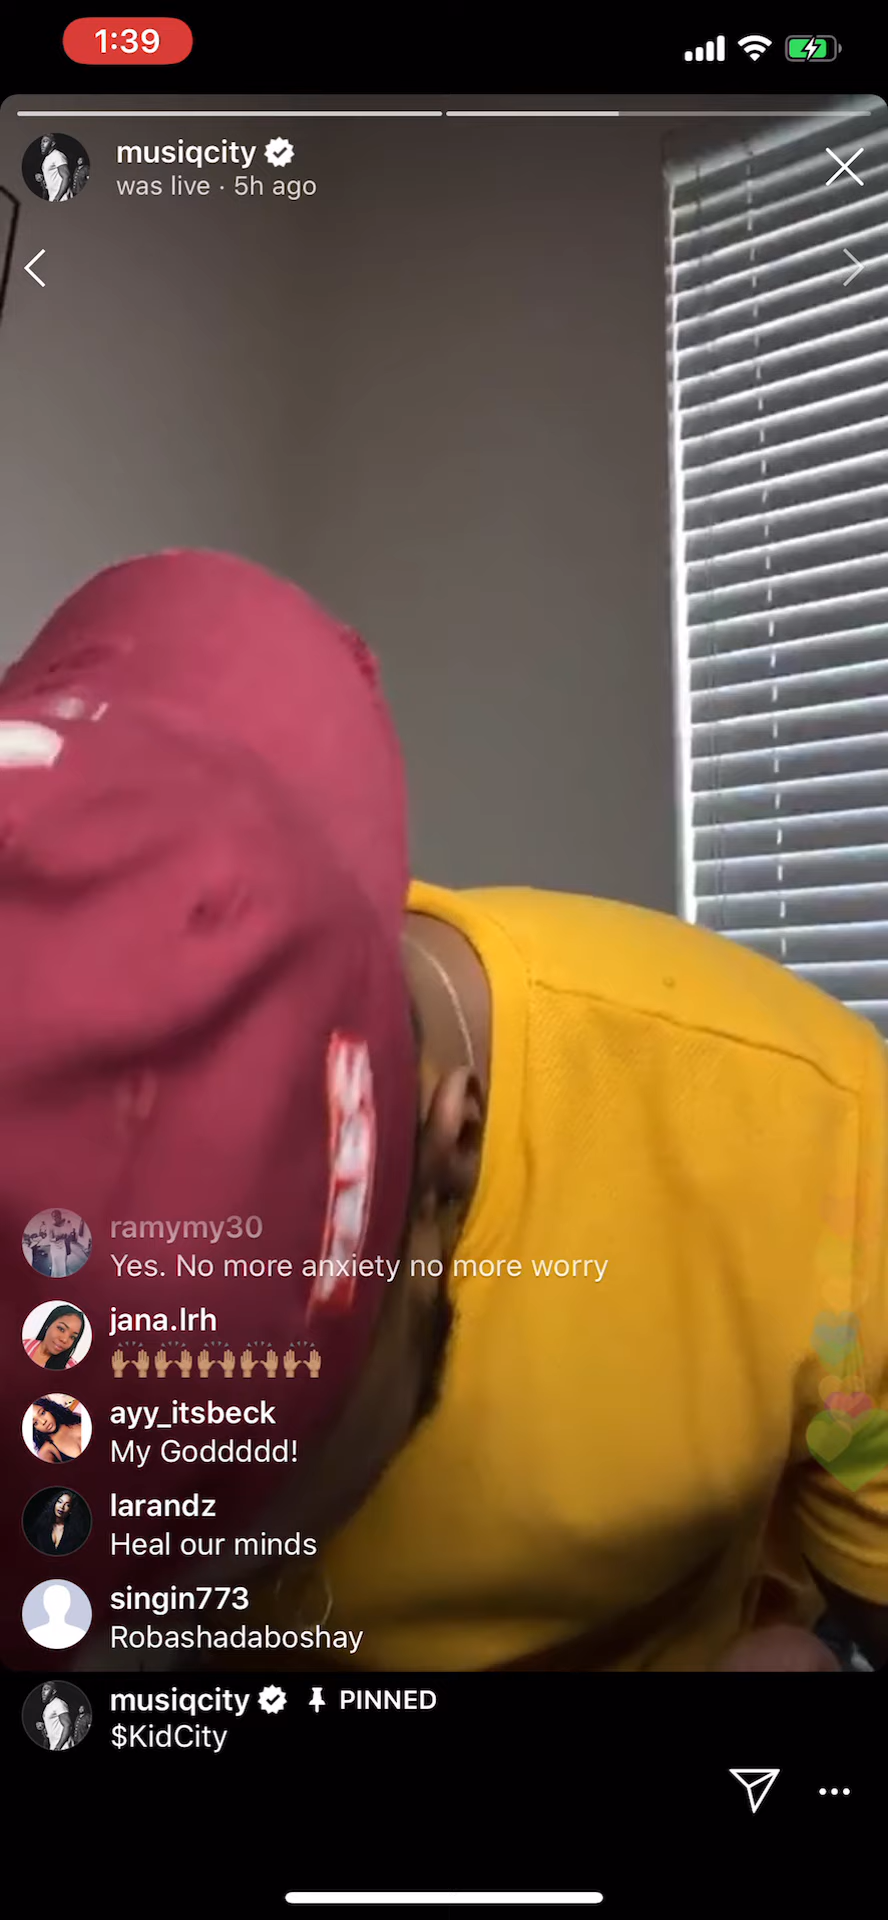 1:39
musiqcity
was live · 5h ago
ramymy30
Yes. No more anxiety no more worry
jana.lrh
🙌🏽🙌🏽🙌🏽🙌🏽🙌🏽
ayy_itsbeck
My Goddddd!
larandz
Heal our minds
singin773
Robashadaboshay
musiqcity PINNED
$KidCity